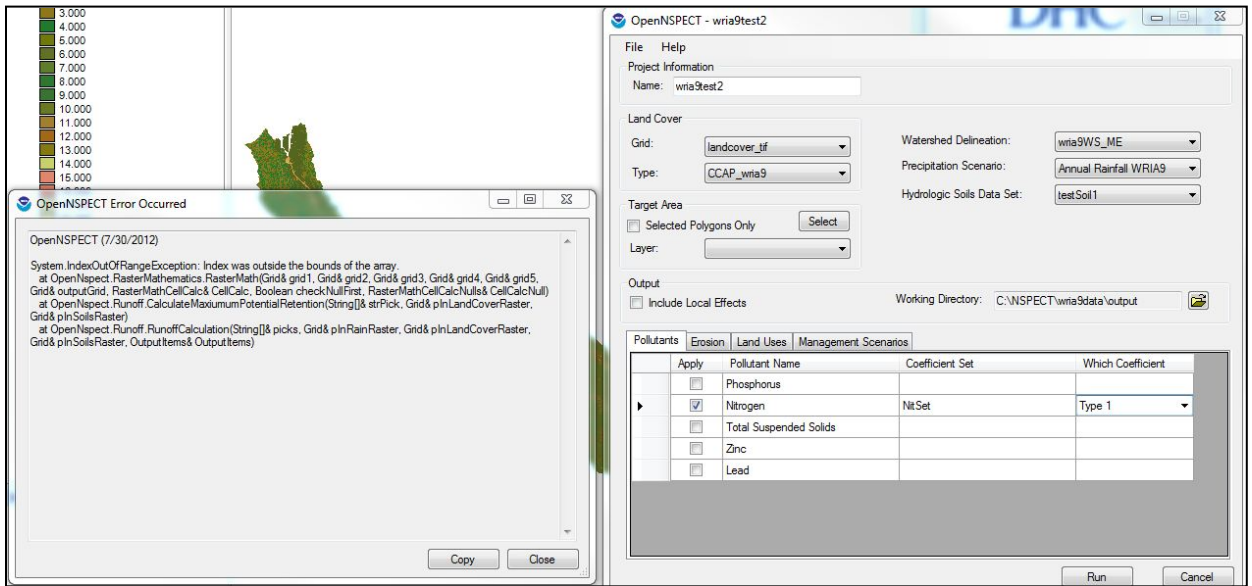 3.000
4.000
5.000
6.000
7.000
8.000
9.000
10.000
11.000
12.000
13.000
14.000
15.000
OpenNSPECT Error Occurred
OpenNSPECT (7/30/2012)
System.IndexOutOfRangeException: Index was outside the bounds of the array.
at OpenNspect.RasterMathematics.RasterMath(Grid& grid1, Grid& grid2, Grid& grid3, Grid& grid4, Grid& grid5,
Grid& outputGrid, RasterMathCellCalc& CellCalc, Boolean checkNullFirst, RasterMathCellCalcNulls& CellCalcNull)
at OpenNspect.Runoff.CalculateMaxiumumPotentialRetention(String[]& strPick, Grid& pInLandCoverRaster,
Grid& pInSoilsRaster)
at OpenNspect.Runoff.RunoffCalculation(String[]& picks, Grid& pInRainRaster, Grid& pInLandCoverRaster,
Grid& pInSoilsRaster, OutputItems& OutputItems)
Copy Close
OpenNSPECT - wria9test2
File Help
Project Information
Name: wria9test2
Land Cover
Grid: landcover_tif
Type: CCAP_wria9
Watershed Delineation: wria9WS_ME
Precipitation Scenario: Annual Rainfall WRIA9
Hydrologic Soils Data Set: testSoil1
Target Area
Selected Polygons Only Select
Layer:
Output
Include Local Effects Working Directory: C:\NSPECT\wria9data\output
Pollutants Erosion Land Uses Management Scenarios
Apply Pollutant Name Coefficient Set Which Coefficient
Phosphorus
Nitrogen NitSet Type 1
Total Suspended Solids
Zinc
Lead
Run Cancel